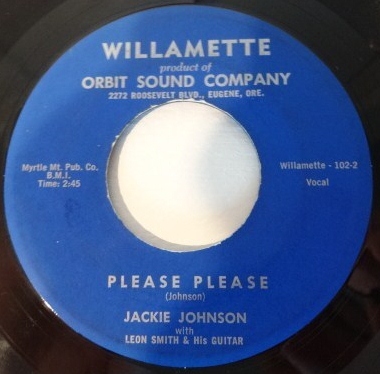 WILLAMETTE
product of
ORBIT SOUND COMPANY
2272 ROOSEVELT BLVD., EUGENE, ORE.
Myrtle Mt. Pub. Co.
B.M.I.
Time: 2:45
Willamette - 102-2
Vocal
PLEASE PLEASE
(Johnson)
JACKIE JOHNSON
with
LEON SMITH & His GUITAR